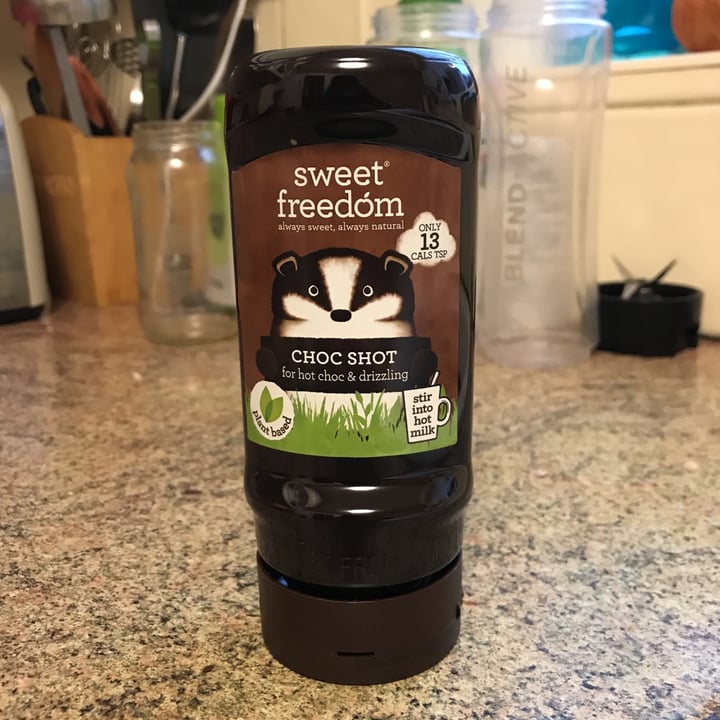 sweet®
freedóm
always sweet, always natural
ONLY
13
CALS TSP
CHOC SHOT
for hot choc & drizzling
plant based
stir
into
hot
milk
BLEND ACTIVE